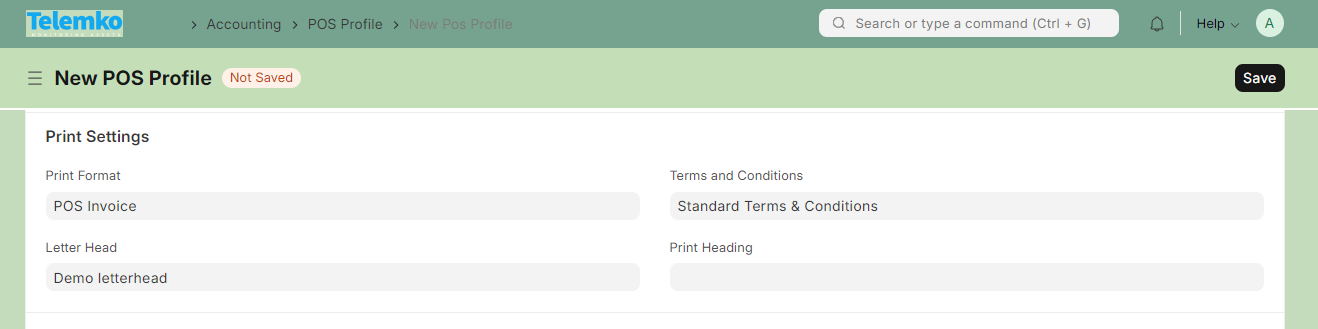 Telemko
Accounting POS Profile New Pos Profile Search or type a command (Ctrl + G) Help A
New POS Profile Not Saved Save
Print Settings
Print Format Terms and Conditions
POS Invoice Standard Terms & Conditions
Letter Head Print Heading
Demo letterhead